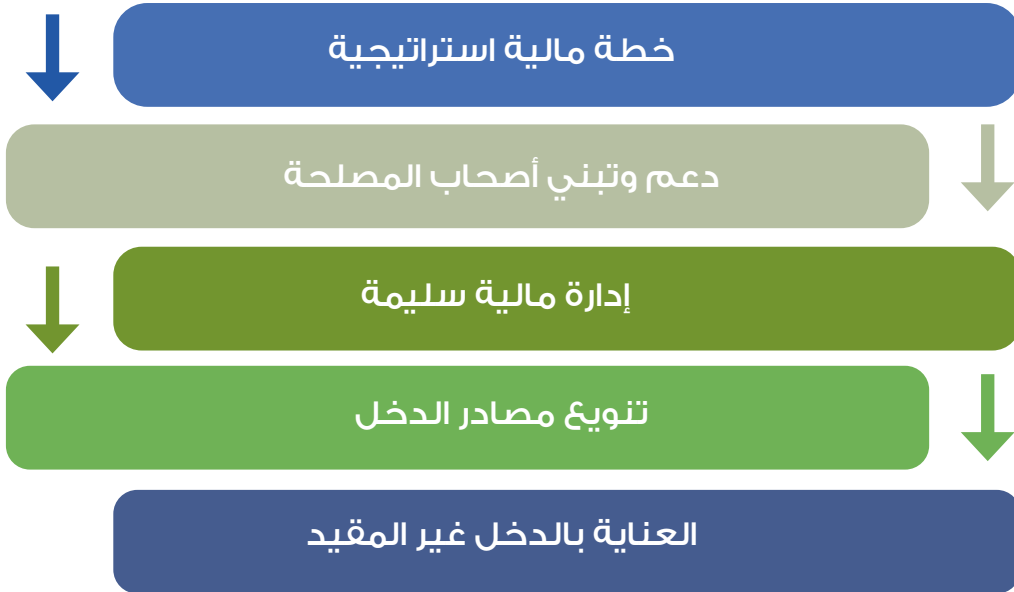 خطة مالية استراتيجية
دعم وتبني أصحاب المصلحة
إدارة مالية سليمة
تنويع مصادر الدخل
العناية بالدخل غير المقيد